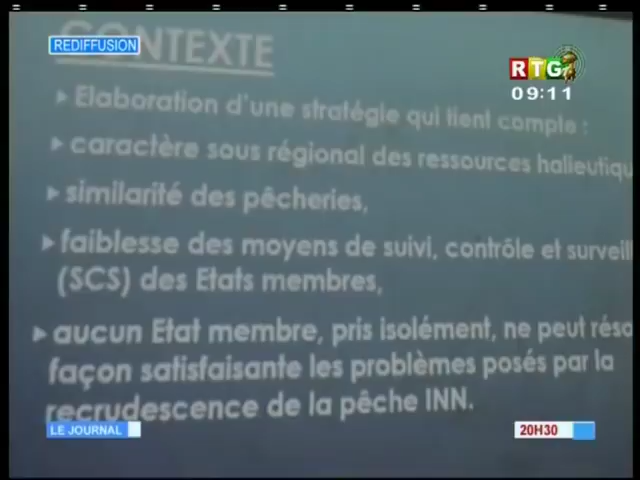 CONTEXTE
REDIFFUSION
RTG
09:11
Elaboration d'une stratégie qui tient compte :
caractère sous régional des ressources halieutiqu
similarité des pêcheries,
faiblesse des moyens de suivi, contrôle et surveil
(SCS) des Etats membres,
aucun Etat membre, pris isolément, ne peut réso
façon satisfaisante les problèmes posés par la
recrudescence de la pêche INN.
LE JOURNAL
20H30